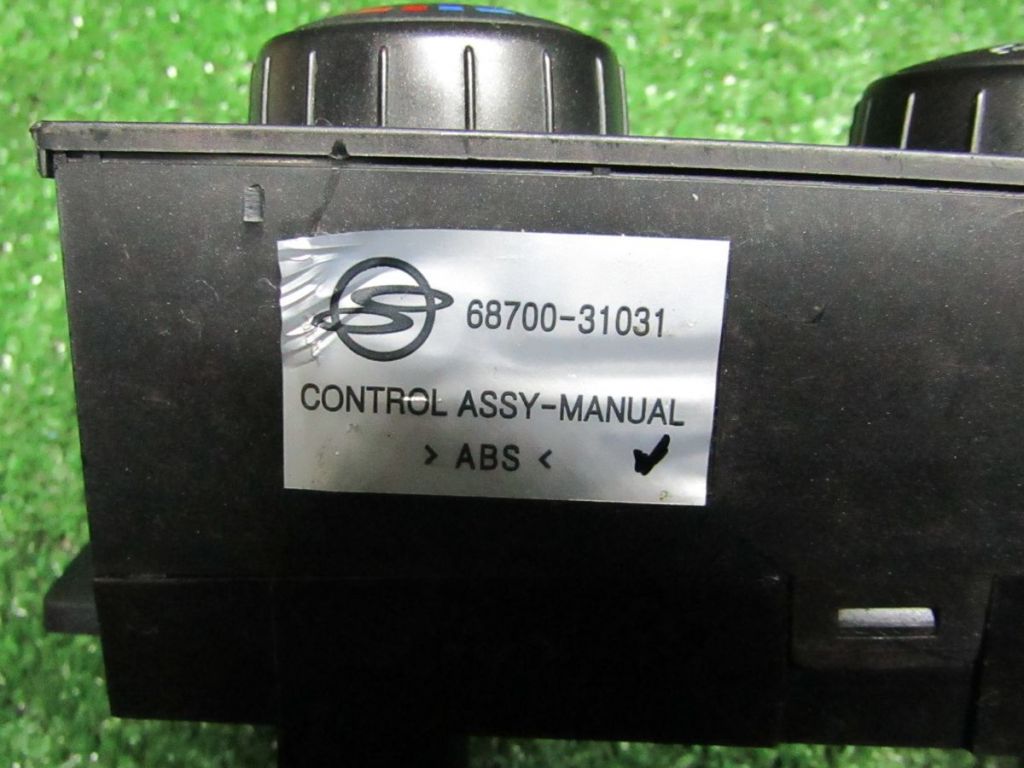 68700-31031
CONTROL ASSY-MANUAL
> ABS <